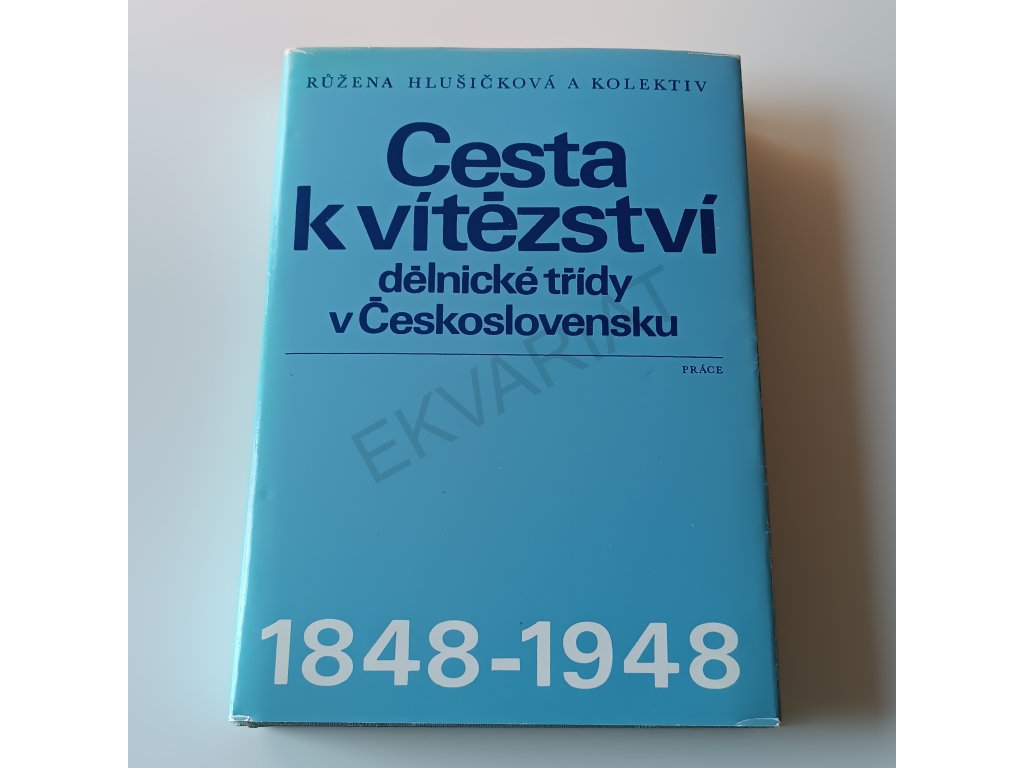 RŮŽENA HLUŠIČKOVÁ A KOLEKTIV
Cesta
k vítězství
dělnické třídy
v Československu
PRÁCE
EKVARIAT
1848-1948